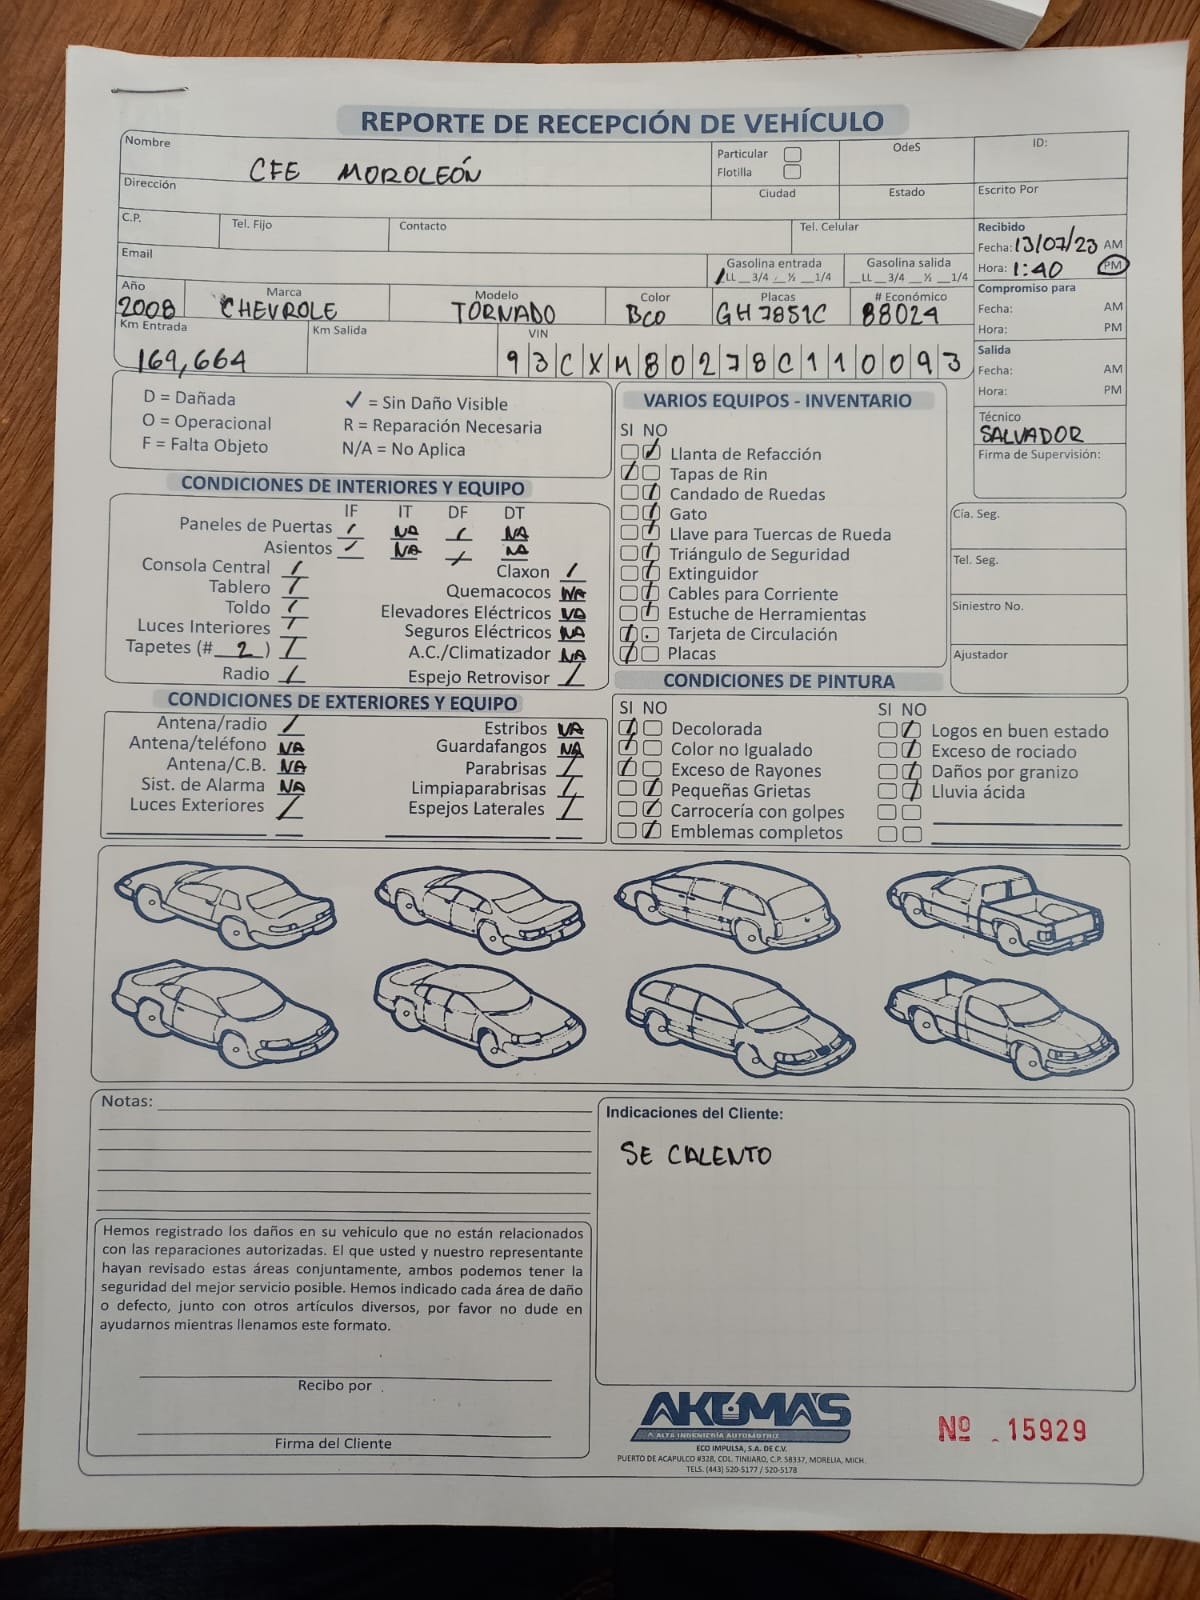 REPORTE DE RECEPCIÓN DE VEHÍCULO
Nombre
CFE MOROLEÓN
Particular
Flotilla
OdeS
ID:
Dirección
Ciudad
Estado
Escrito Por
C.P.
Tel. Fijo
Contacto
Tel. Celular
Recibido
Fecha: 13/07/23 AM
Hora: 1:40 PM
Email
Gasolina entrada
LL __3/4 __½ __1/4
Gasolina salida
__LL __3/4 __½ __1/4
Año
2008
Marca
CHEVROLE
Modelo
TORNADO
Color
BCO
Placas
GH7851C
# Económico
88024
Compromiso para
Fecha: AM
Hora: PM
Km Entrada
169,664
Km Salida
VIN
93CXM80278C110093
Salida
Fecha: AM
Hora: PM
Técnico
SALVADOR
Firma de Supervisión:
D = Dañada
O = Operacional
F = Falta Objeto
✓ = Sin Daño Visible
R = Reparación Necesaria
N/A = No Aplica
VARIOS EQUIPOS - INVENTARIO
SI NO
Llanta de Refacción
Tapas de Rin
Candado de Ruedas
Gato
Llave para Tuercas de Rueda
Triángulo de Seguridad
Extinguidor
Cables para Corriente
Estuche de Herramientas
Tarjeta de Circulación
Placas
Cía. Seg.
Tel. Seg.
Siniestro No.
Ajustador
CONDICIONES DE INTERIORES Y EQUIPO
IF IT DF DT
Paneles de Puertas / NA / NA
Asientos / NA / NA
Consola Central /
Tablero /
Toldo /
Luces Interiores /
Tapetes (# 2 ) /
Radio /
Claxon /
Quemacocos NA
Elevadores Eléctricos NA
Seguros Eléctricos NA
A.C./Climatizador NA
Espejo Retrovisor /
CONDICIONES DE EXTERIORES Y EQUIPO
Antena/radio /
Antena/teléfono NA
Antena/C.B. NA
Sist. de Alarma NA
Luces Exteriores /
Estribos NA
Guardafangos NA
Parabrisas /
Limpiaparabrisas /
Espejos Laterales /
CONDICIONES DE PINTURA
SI NO
Decolorada
Color no Igualado
Exceso de Rayones
Pequeñas Grietas
Carrocería con golpes
Emblemas completos
SI NO
Logos en buen estado
Exceso de rociado
Daños por granizo
Lluvia ácida
Notas:
Indicaciones del Cliente:
SE CALENTO
Hemos registrado los daños en su vehiculo que no están relacionados
con las reparaciones autorizadas. El que usted y nuestro representante
hayan revisado estas áreas conjuntamente, ambos podemos tener la
seguridad del mejor servicio posible. Hemos indicado cada área de daño
o defecto, junto con otros artículos diversos, por favor no dude en
ayudarnos mientras llenamos este formato.
Recibo por
Firma del Cliente
AKUMA'S
ALTA INGENIERÍA AUTOMOTRIZ
ECO IMPULSA, S.A. DE C.V.
PUERTO DE ACAPULCO #328, COL. TINIJARO, C.P. 58337, MORELIA, MICH.
TELS. (443) 520-5177 / 520-5178
Nº 15929